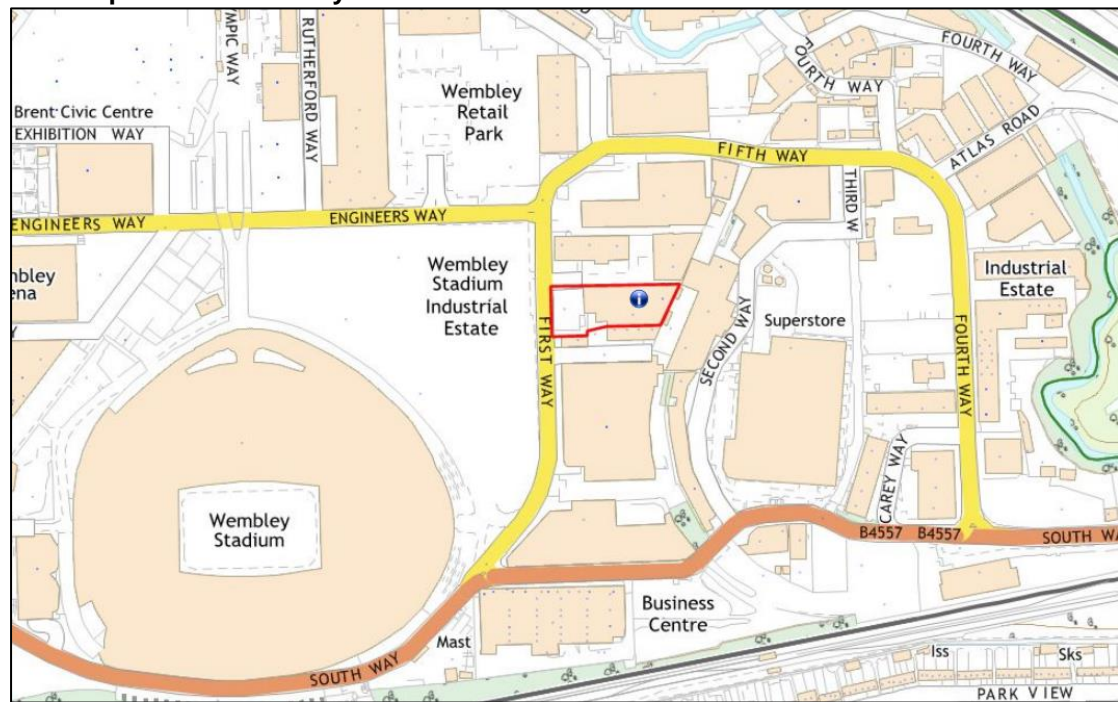 Brent Civic Centre
EXHIBITION WAY
RUTHERFORD WAY
Wembley
Retail
Park
FOURTH WAY
FOURTH WAY
ATLAS ROAD
FIFTH WAY
THIRD W
ENGINEERS WAY
ENGINEERS WAY
Wembley
Stadium
Industrial
Estate
FIRST WAY
SECOND WAY
Superstore
Industrial
Estate
FOURTH WAY
CAREY WAY
Wembley
Stadium
B4557
B4557
SOUTH WA
Business
Centre
Mast
SOUTH WAY
Iss
Sks
PARK VIEW